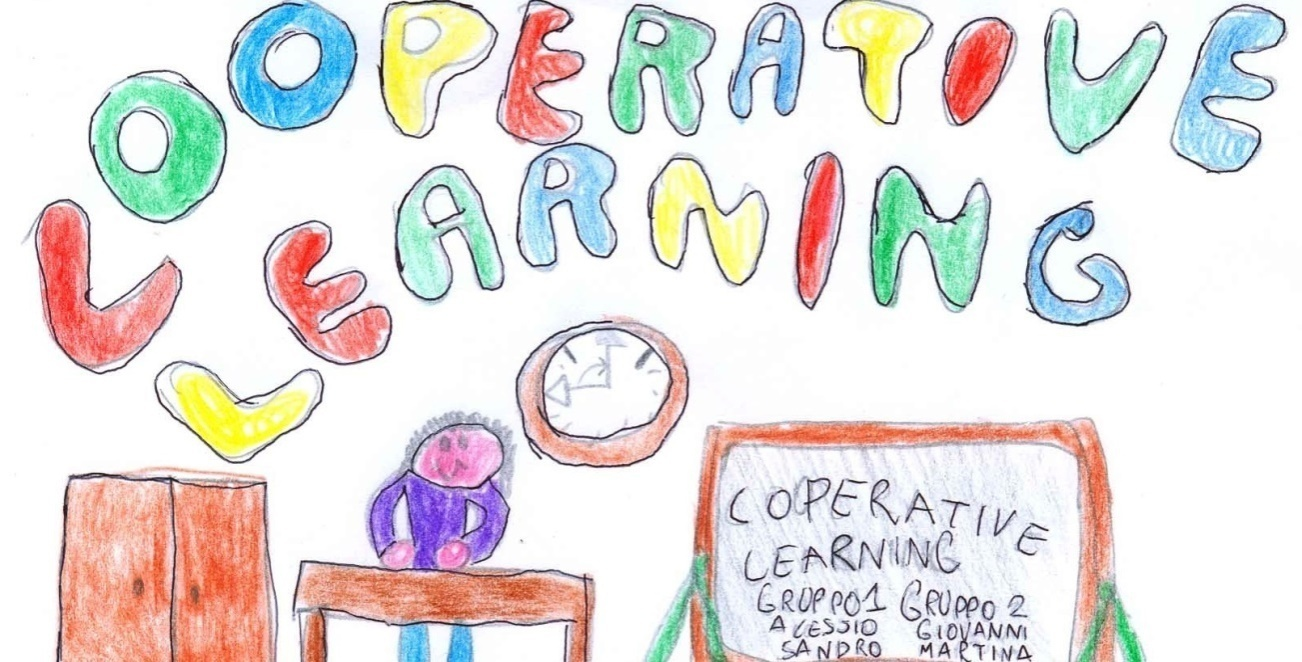 COOPERATIVE
LEARNING
COPERATIVE
LEARNING
GRUPPO1 GRUPPO 2
ALESSIO GIOVANNI
SANDRO MARTINA